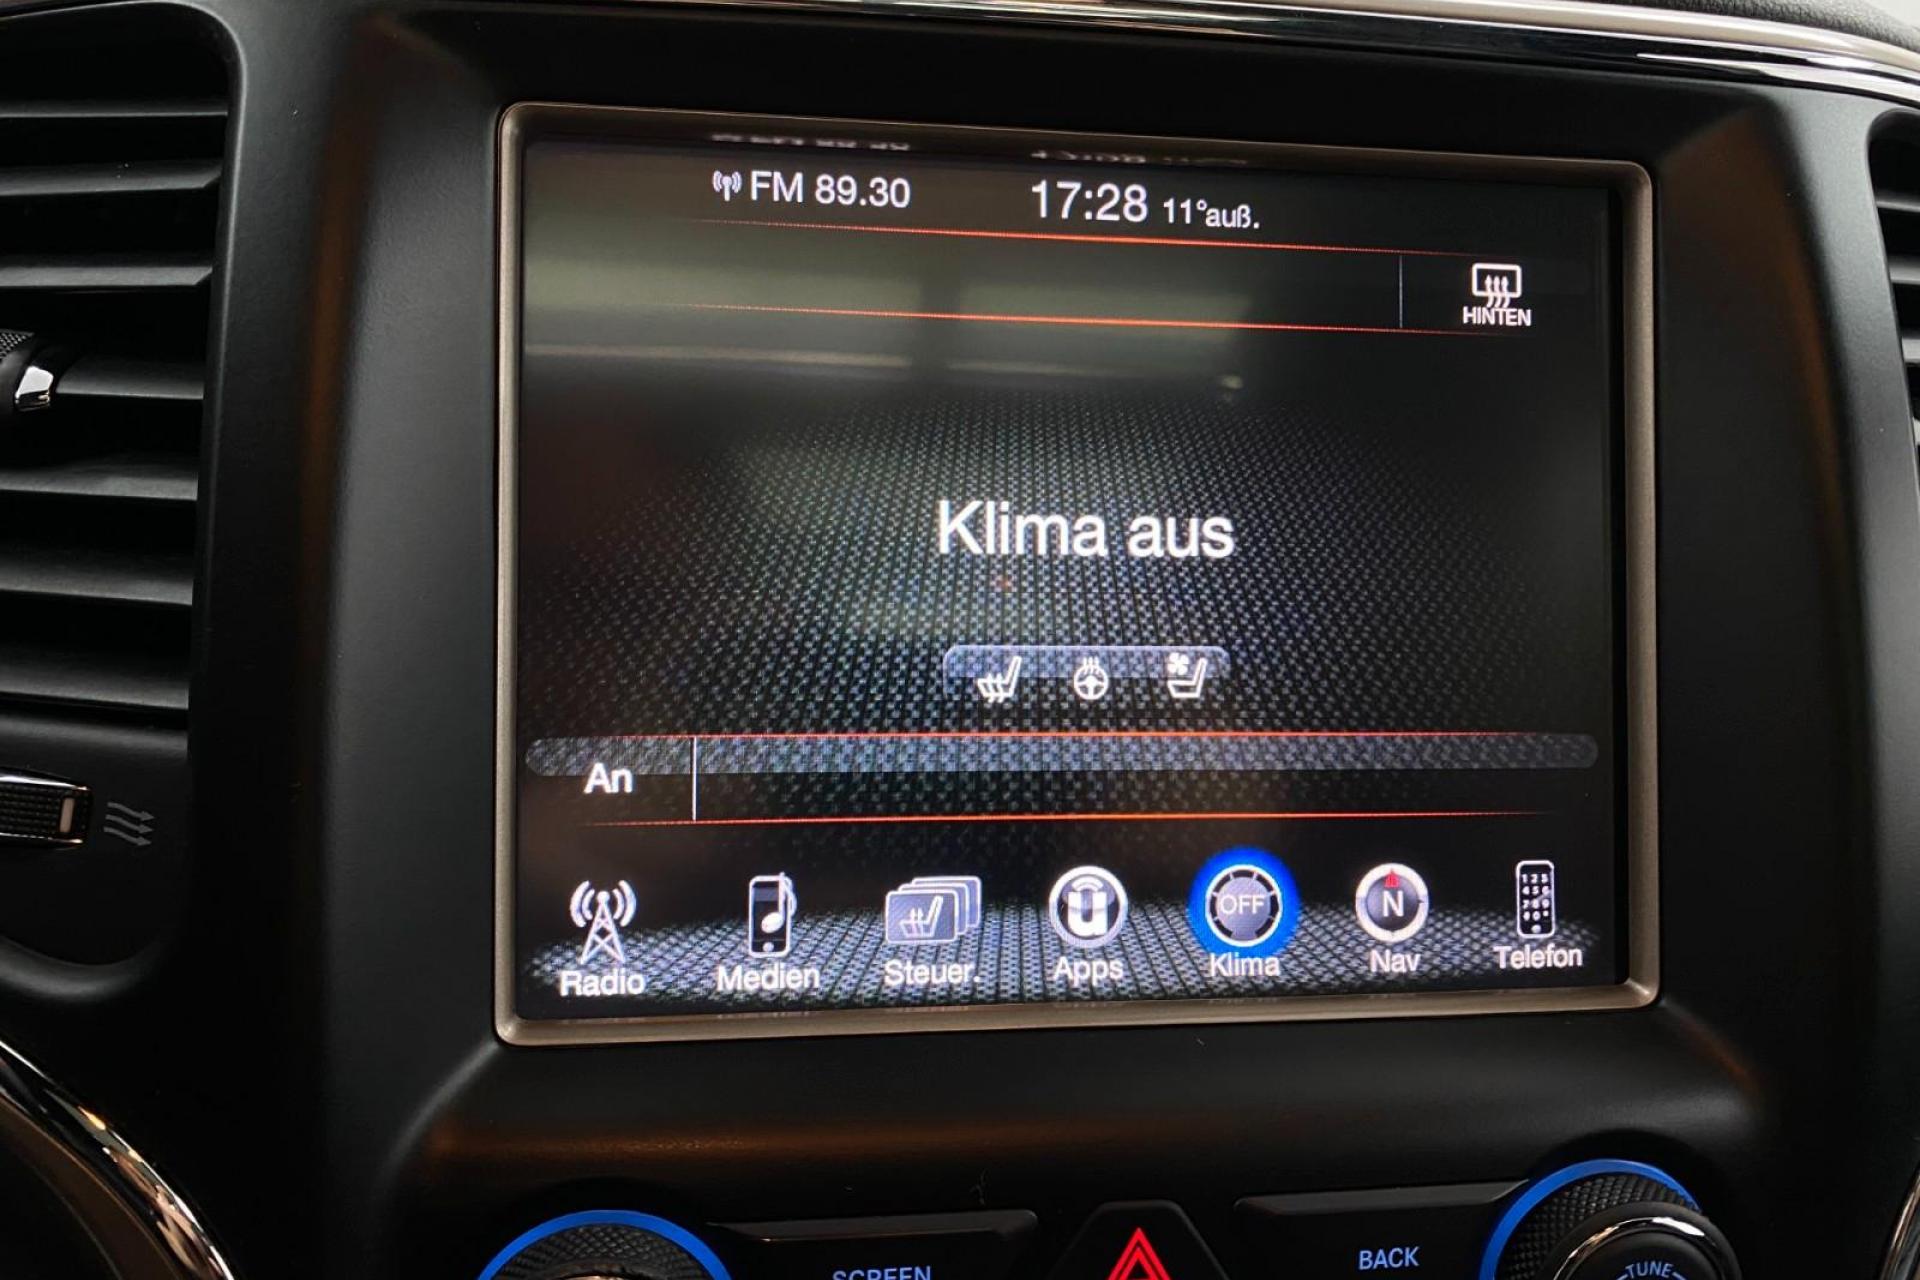 FM 89.30 17:28 11°auß.
HINTEN
Klima aus
An
OFF N
Radio Medien Steuer. Apps Klima Nav Telefon
SCREEN BACK
TUNE